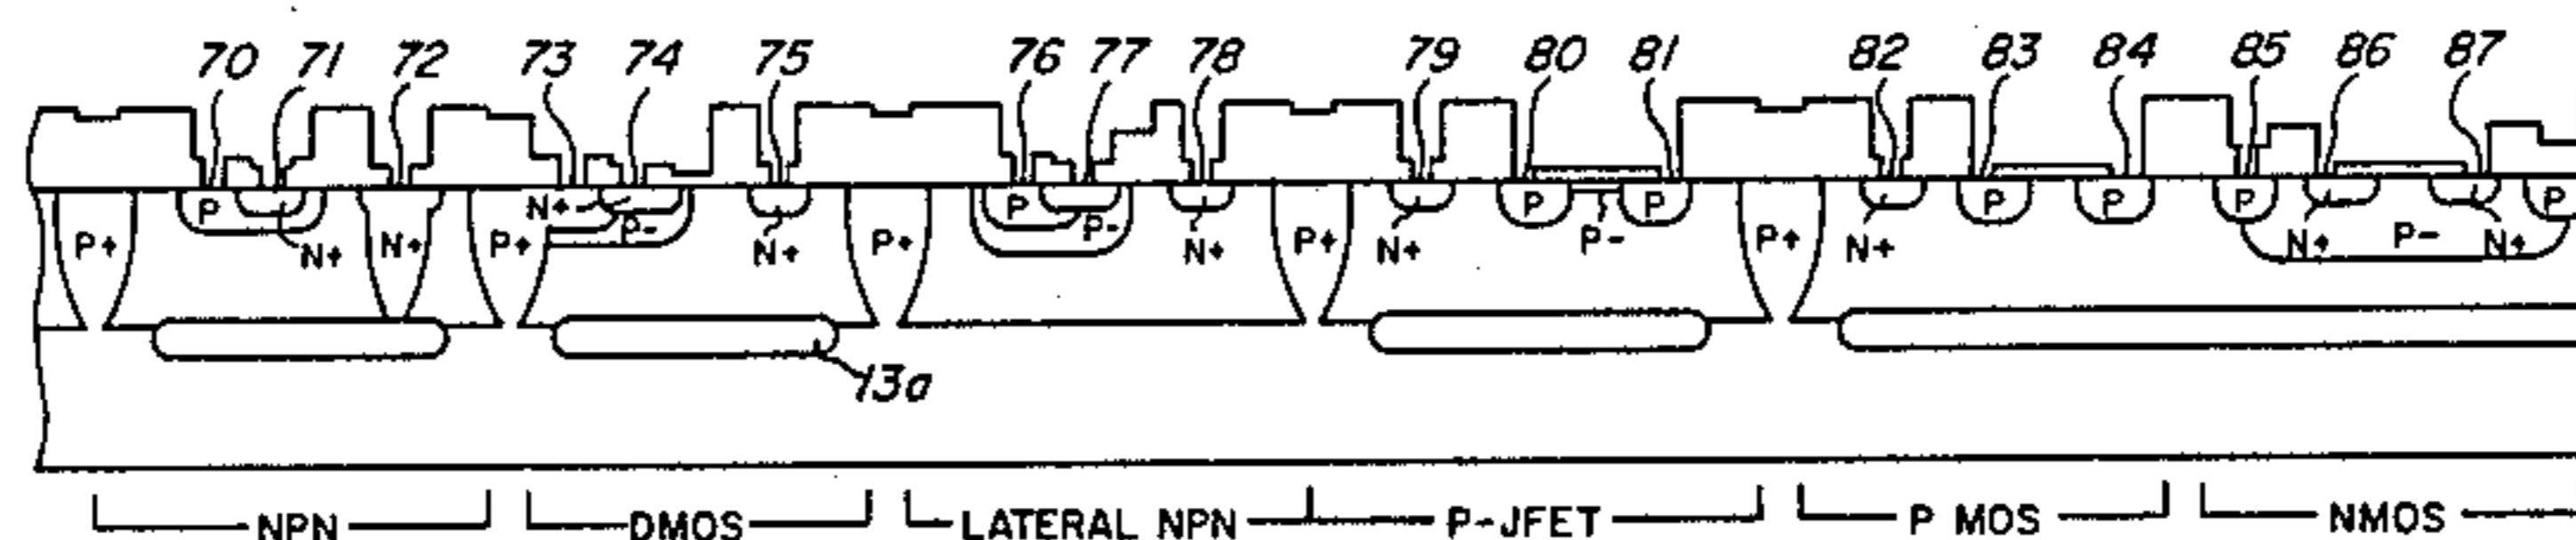 70 71 72 73 74 75 76 77 78 79 80 81 82 83 84 85 86 87
P N+ P P- P P P P P P
P+ N+ N+ P+ P- N+ P+ P- N+ P+ N+ P- P+ N+ N+ P- N+
13a
NPN DMOS LATERAL NPN P-JFET P MOS NMOS